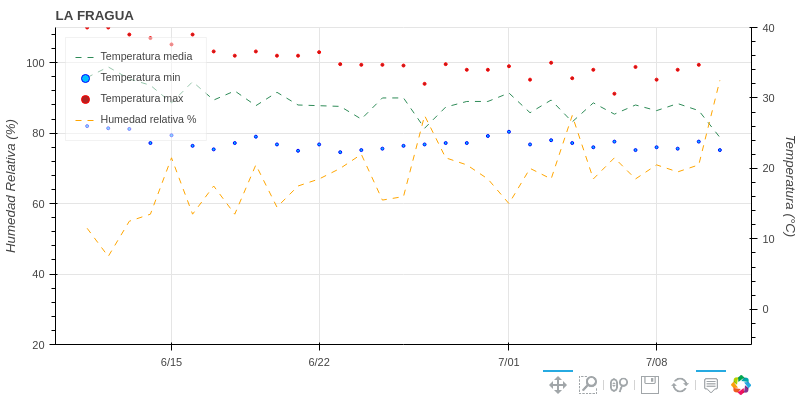 LA FRAGUA
Temperatura media
Temperatura min
Temperatura max
Humedad relativa %
Humedad Relativa (%)
100
80
60
40
20
Temperatura (°C)
40
30
20
10
0
6/15
6/22
7/01
7/08